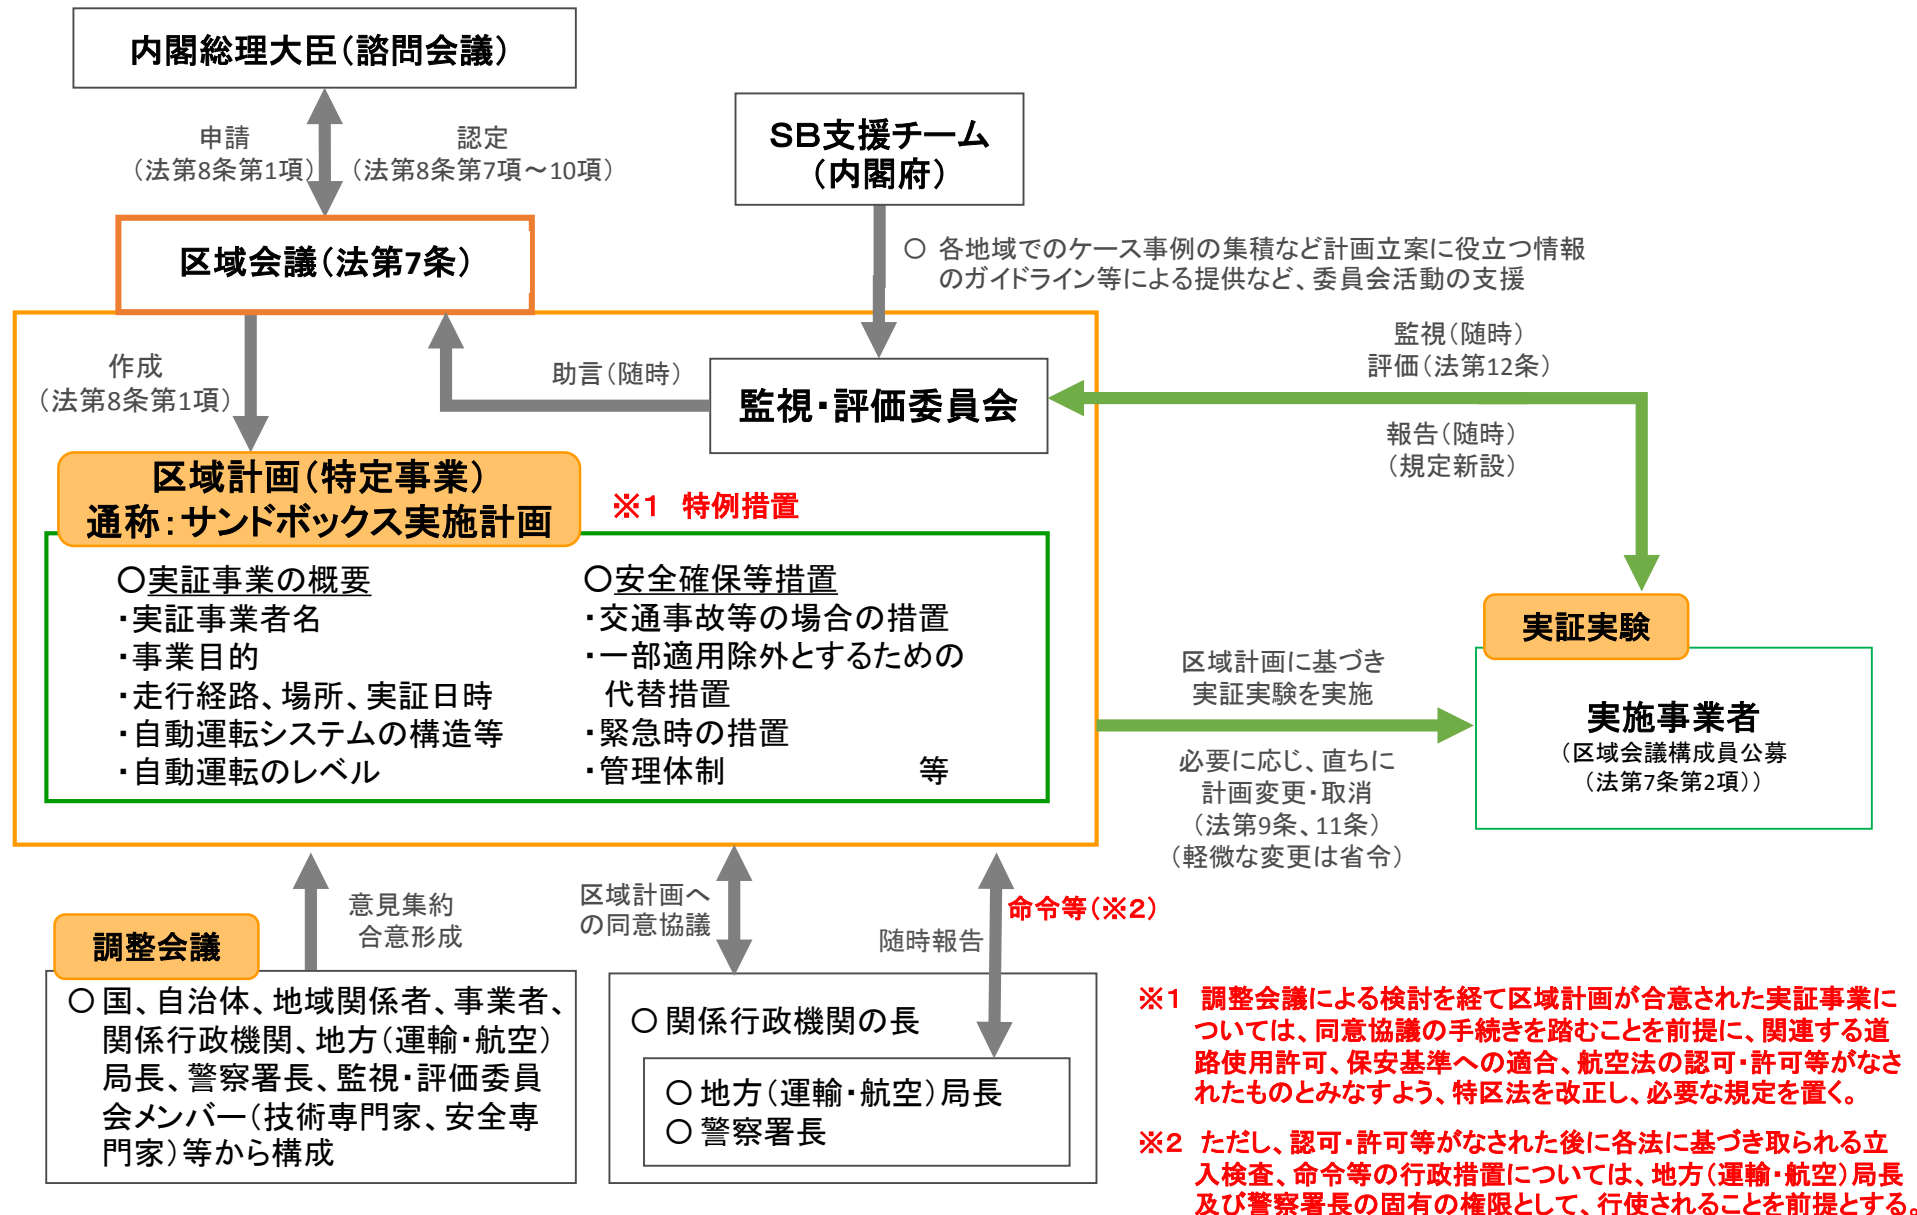 内閣総理大臣（諮問会議）
申請
（法第8条第1項）
認定
（法第8条第7項～10項）
SB支援チーム
（内閣府）
区域会議（法第7条）
○ 各地域でのケース事例の集積など計画立案に役立つ情報
のガイドライン等による提供など、委員会活動の支援
作成
（法第8条第1項）
助言（随時）
監視・評価委員会
監視（随時）
評価（法第12条）
報告（随時）
（規定新設）
区域計画（特定事業）
通称：サンドボックス実施計画
※1 特例措置
○実証事業の概要
・実証事業者名
・事業目的
・走行経路、場所、実証日時
・自動運転システムの構造等
・自動運転のレベル
○安全確保等措置
・交通事故等の場合の措置
・一部適用除外とするための
代替措置
・緊急時の措置
・管理体制　等
区域計画に基づき
実証実験を実施
必要に応じ、直ちに
計画変更・取消
（法第9条、11条）
（軽微な変更は省令）
実証実験
実施事業者
（区域会議構成員公募
（法第7条第2項））
意見集約
合意形成
調整会議
○ 国、自治体、地域関係者、事業者、
関係行政機関、地方（運輸・航空）
局長、警察署長、監視・評価委員
会メンバー（技術専門家、安全専
門家）等から構成
区域計画へ
の同意協議
随時報告
命令等（※2）
○ 関係行政機関の長
○ 地方（運輸・航空）局長
○ 警察署長
※1 調整会議による検討を経て区域計画が合意された実証事業に
ついては、同意協議の手続きを踏むことを前提に、関連する道
路使用許可、保安基準への適合、航空法の認可・許可等がなさ
れたものとみなすよう、特区法を改正し、必要な規定を置く。
※2 ただし、認可・許可等がなされた後に各法に基づき取られる立
入検査、命令等の行政措置については、地方（運輸・航空）局長
及び警察署長の固有の権限として、行使されることを前提とする。